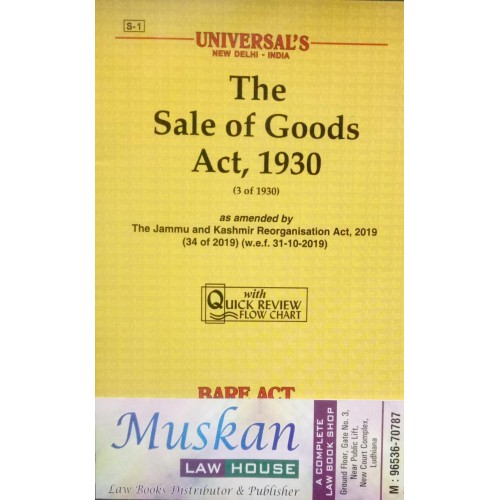 S-1
UNIVERSAL'S
NEW DELHI - INDIA
The
Sale of Goods
Act, 1930
(3 of 1930)
as amended by
The Jammu and Kashmir Reorganisation Act, 2019
(34 of 2019) (w.e.f. 31-10-2019)
with
QUICK REVIEW
FLOW CHART
BARE ACT
Muskan
LAW HOUSE
Law Books Distributor & Publisher
A COMPLETE
LAW BOOK SHOP
Ground Floor, Gate No. 3,
Near Public Lift,
New Court Complex,
Ludhiana
M : 96536-70787